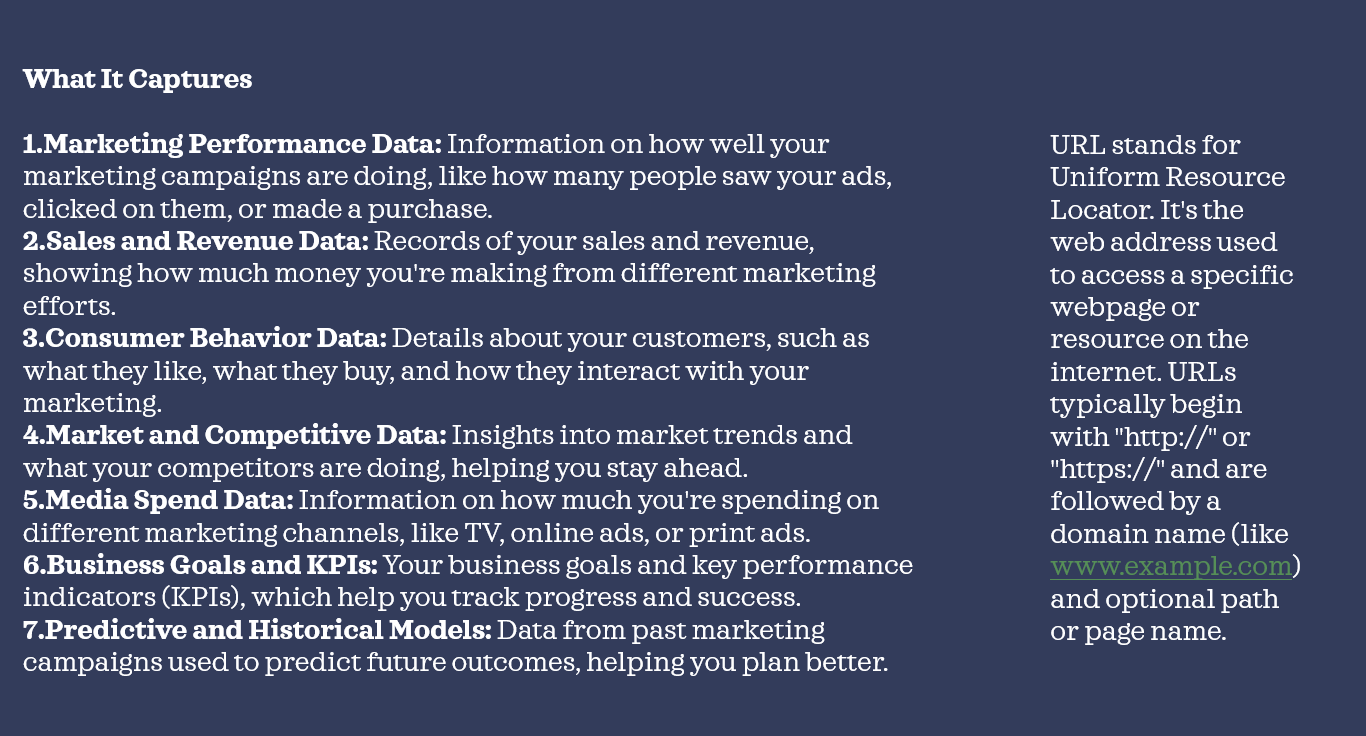 What It Captures
1.Marketing Performance Data: Information on how well your
marketing campaigns are doing, like how many people saw your ads,
clicked on them, or made a purchase.
2.Sales and Revenue Data: Records of your sales and revenue,
showing how much money you're making from different marketing
efforts.
3.Consumer Behavior Data: Details about your customers, such as
what they like, what they buy, and how they interact with your
marketing.
4.Market and Competitive Data: Insights into market trends and
what your competitors are doing, helping you stay ahead.
5.Media Spend Data: Information on how much you're spending on
different marketing channels, like TV, online ads, or print ads.
6.Business Goals and KPIs: Your business goals and key performance
indicators (KPIs), which help you track progress and success.
7.Predictive and Historical Models: Data from past marketing
campaigns used to predict future outcomes, helping you plan better.
URL stands for
Uniform Resource
Locator. It's the
web address used
to access a specific
webpage or
resource on the
internet. URLs
typically begin
with "http://" or
"https://" and are
followed by a
domain name (like
www.example.com)
and optional path
or page name.